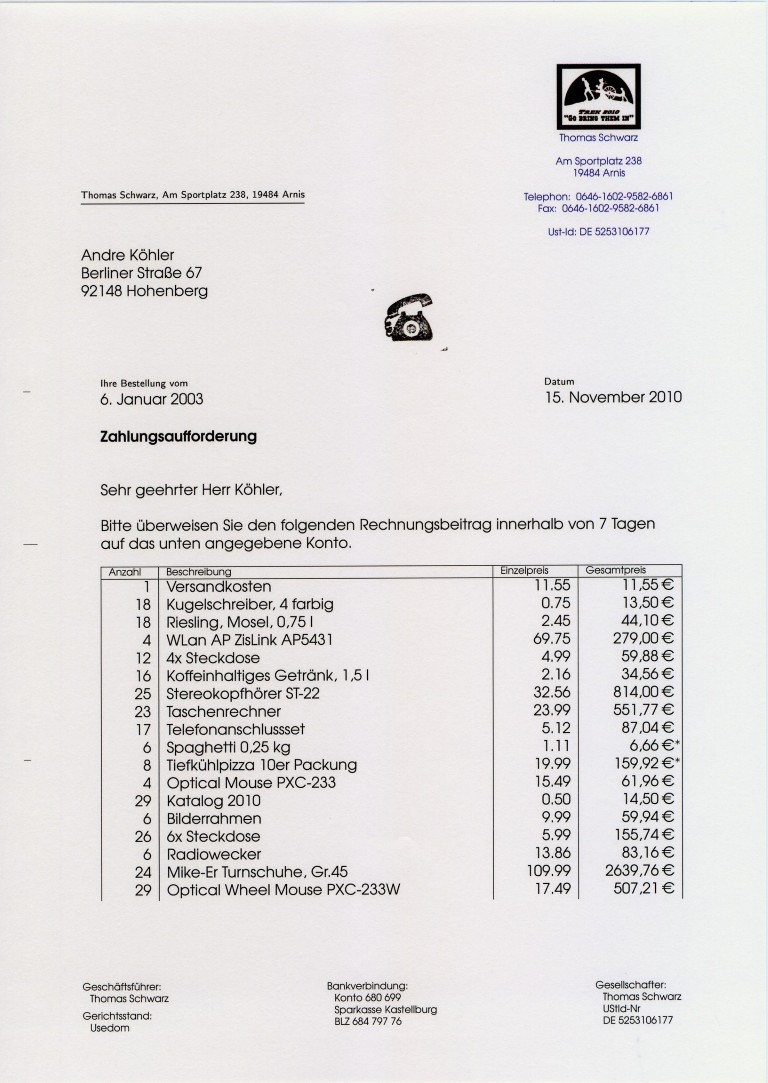 TREK 2010
"GO BRING THEM IN"
Thomas Schwarz
Am Sportplatz 238
19484 Arnis
Telephon: 0646-1602-9582-6861
Fax: 0646-1602-9582-6861
Ust-Id: DE 5253106177
Thomas Schwarz, Am Sportplatz 238, 19484 Arnis
Andre Köhler
Berliner Straße 67
92148 Hohenberg
Ihre Bestellung vom Datum
6. Januar 2003 15. November 2010
Zahlungsaufforderung
Sehr geehrter Herr Köhler,
Bitte überweisen Sie den folgenden Rechnungsbeitrag innerhalb von 7 Tagen
auf das unten angegebene Konto.
Anzahl Beschreibung Einzelpreis Gesamtpreis
1 Versandkosten 11.55 11,55 €
18 Kugelschreiber, 4 farbig 0.75 13,50 €
18 Riesling, Mosel, 0,75 l 2.45 44,10 €
4 WLan AP ZisLink AP5431 69.75 279,00 €
12 4x Steckdose 4.99 59,88 €
16 Koffeinhaltiges Getränk, 1,5 l 2.16 34,56 €
25 Stereokopfhörer ST-22 32.56 814,00 €
23 Taschenrechner 23.99 551,77 €
17 Telefonanschlussset 5.12 87,04 €
6 Spaghetti 0,25 kg 1.11 6,66 €*
8 Tiefkühlpizza 10er Packung 19.99 159,92 €*
4 Optical Mouse PXC-233 15.49 61,96 €
29 Katalog 2010 0.50 14,50 €
6 Bilderrahmen 9.99 59,94 €
26 6x Steckdose 5.99 155,74 €
6 Radiowecker 13.86 83,16 €
24 Mike-Er Turnschuhe, Gr.45 109.99 2639,76 €
29 Optical Wheel Mouse PXC-233W 17.49 507,21 €
Geschäftsführer:
Thomas Schwarz
Gerichtsstand:
Usedom
Bankverbindung:
Konto 680 699
Sparkasse Kastellburg
BLZ 684 797 76
Gesellschafter:
Thomas Schwarz
UStId-Nr
DE 5253106177